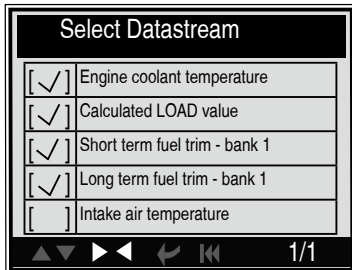 Select Datastream
[✓] Engine coolant temperature
[✓] Calculated LOAD value
[✓] Short term fuel trim - bank 1
[✓] Long term fuel trim - bank 1
[ ] Intake air temperature
1/1